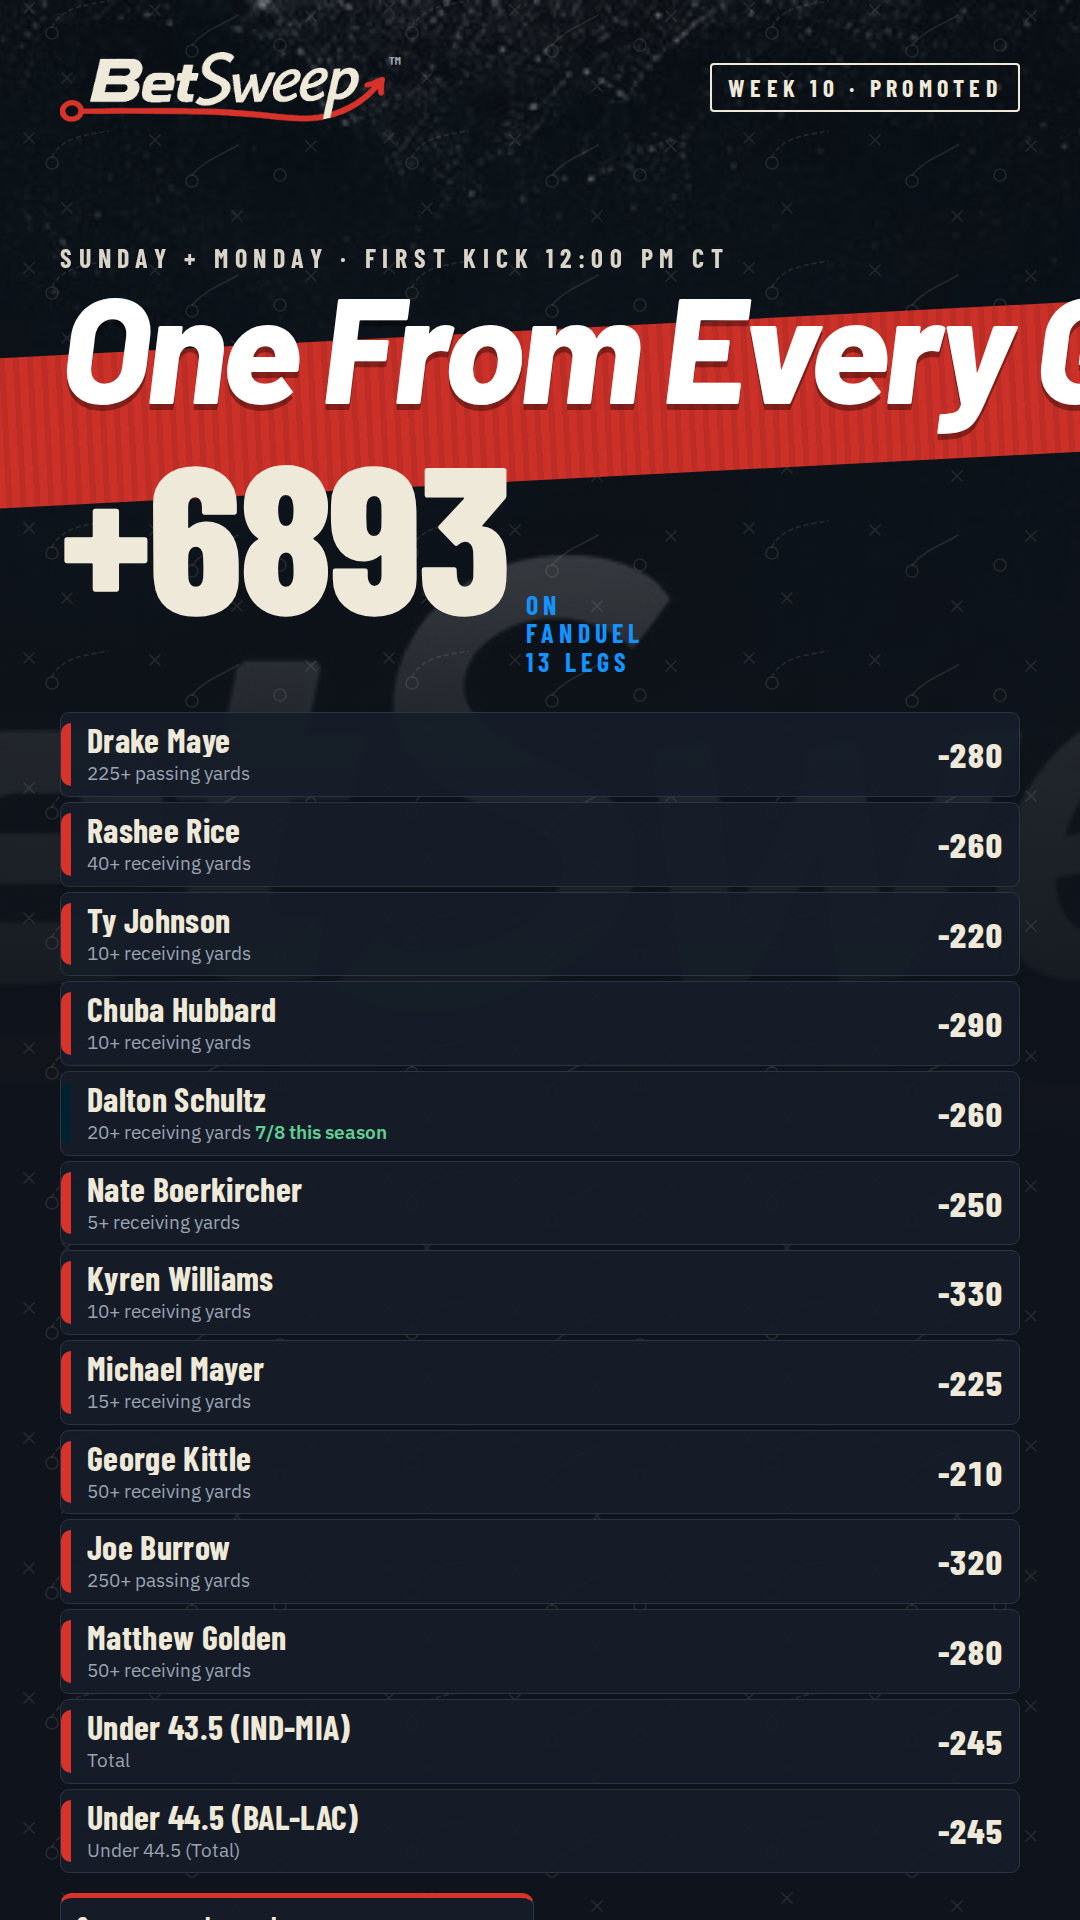 BetSweep™
WEEK 10 · PROMOTED
SUNDAY + MONDAY · FIRST KICK 12:00 PM CT
One From Every
+6893
ON
FANDUEL
13 LEGS
Drake Maye
225+ passing yards
-280
Rashee Rice
40+ receiving yards
-260
Ty Johnson
10+ receiving yards
-220
Chuba Hubbard
10+ receiving yards
-290
Dalton Schultz
20+ receiving yards 7/8 this season
-260
Nate Boerkircher
5+ receiving yards
-250
Kyren Williams
10+ receiving yards
-330
Michael Mayer
15+ receiving yards
-225
George Kittle
50+ receiving yards
-210
Joe Burrow
250+ passing yards
-320
Matthew Golden
50+ receiving yards
-280
Under 43.5 (IND-MIA)
Total
-245
Under 44.5 (BAL-LAC)
Under 44.5 (Total)
-245